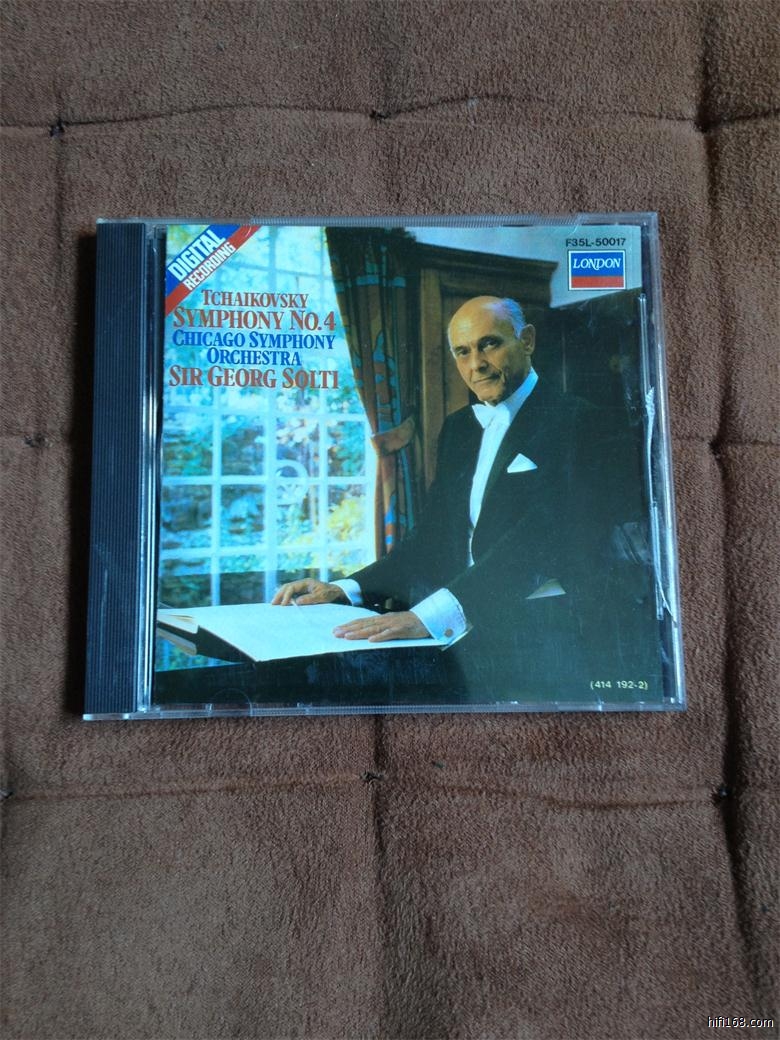 DIGITAL
RECORDING
F35L-50017
LONDON
TCHAIKOVSKY
SYMPHONY NO.4
CHICAGO SYMPHONY
ORCHESTRA
SIR GEORG SOLTI
(414 192-2)
hifi168.com